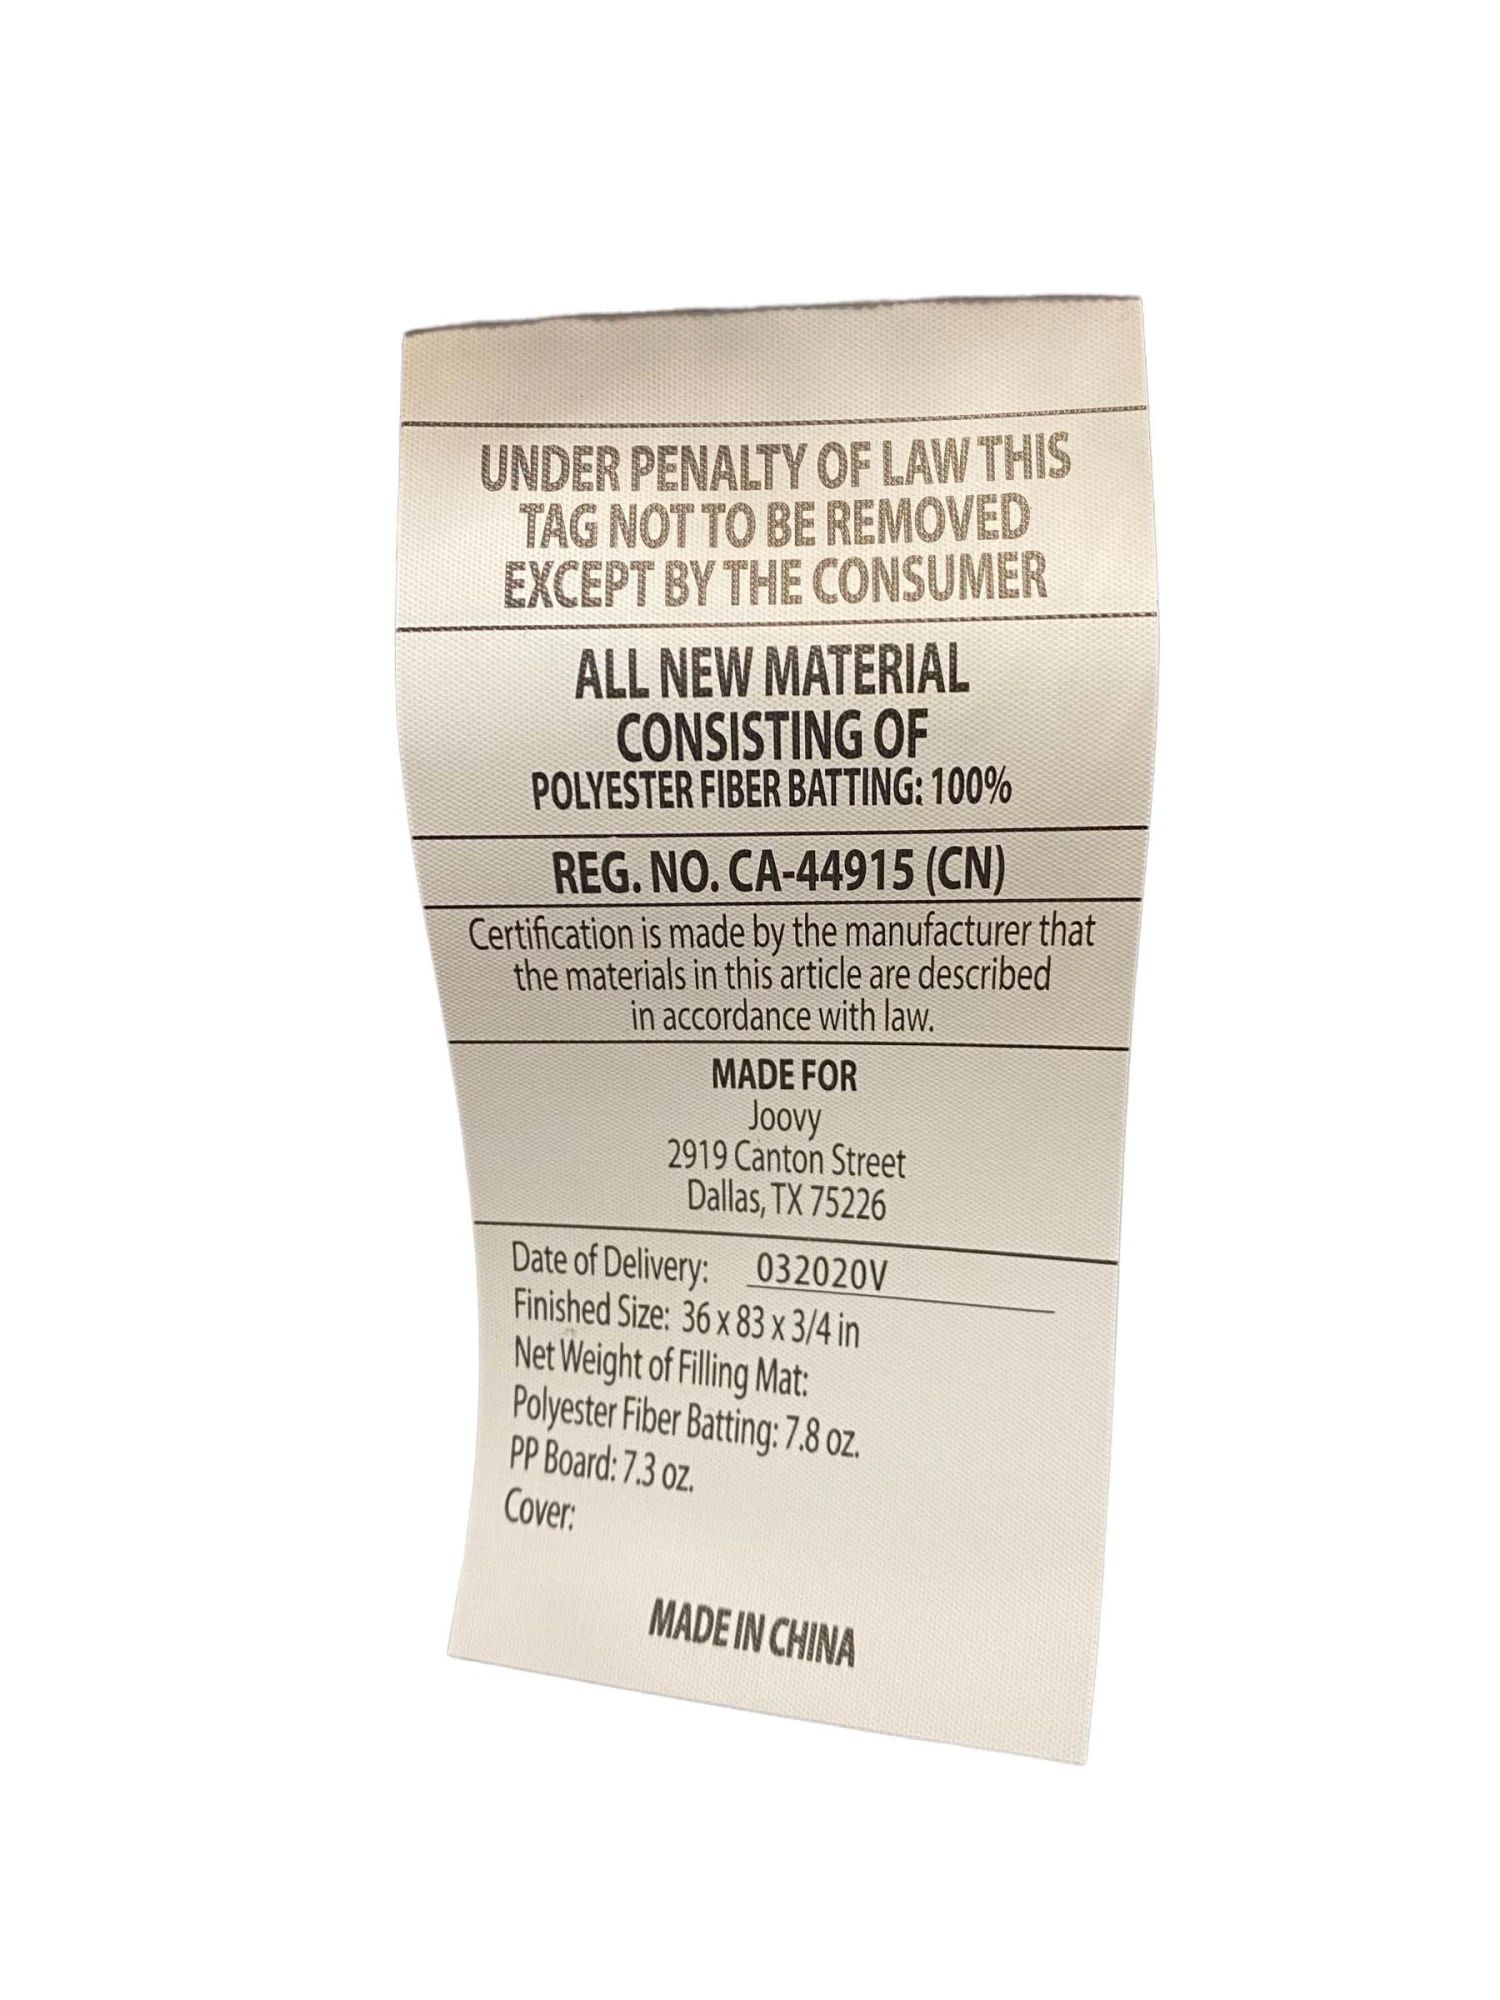 UNDER PENALTY OF LAW THIS
TAG NOT TO BE REMOVED
EXCEPT BY THE CONSUMER
ALL NEW MATERIAL
CONSISTING OF
POLYESTER FIBER BATTING: 100%
REG. NO. CA-44915 (CN)
Certification is made by the manufacturer that
the materials in this article are described
in accordance with law.
MADE FOR
Joovy
2919 Canton Street
Dallas, TX 75226
Date of Delivery: 032020V
Finished Size: 36 x 83 x 3/4 in
Net Weight of Filling Mat:
Polyester Fiber Batting: 7.8 oz.
PP Board: 7.3 oz.
Cover:
MADE IN CHINA